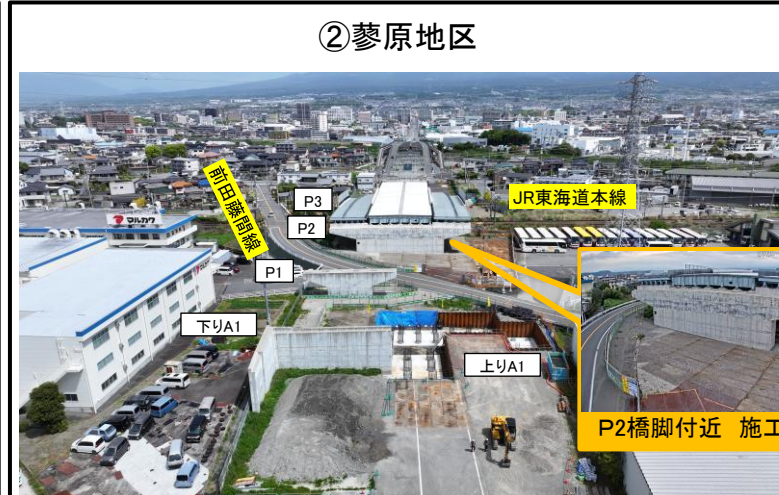 ②蓼原地区
前田藤間線
P3
P2
P1
JR東海道本線
マルカワ
下りA1
上りA1
P2橋脚付近 施工